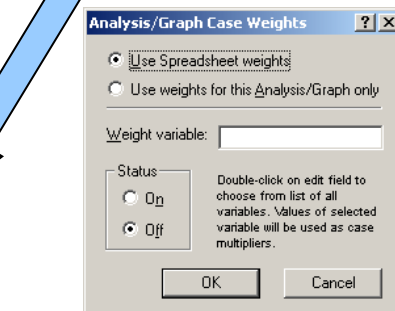 Analysis/Graph Case Weights
Use Spreadsheet weights
Use weights for this Analysis/Graph only
Weight variable:
Status
On
Off
Double-click on edit field to
choose from list of all
variables. Values of selected
variable will be used as case
multipliers.
OK
Cancel